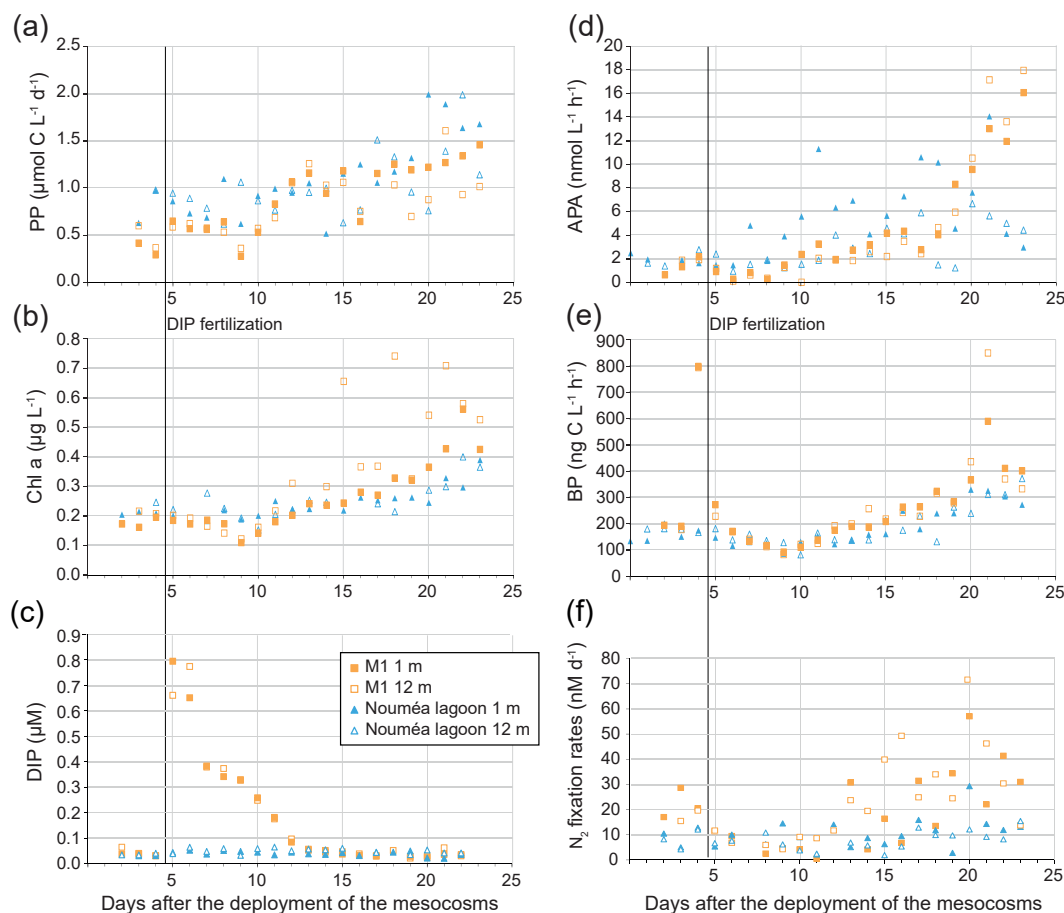 (a)
2.5
2.0
1.5
1.0
0.5
0.0
PP (µmol C L⁻¹ d⁻¹)
5 10 15 20 25
DIP fertilization
(b)
0.8
0.7
0.6
0.5
0.4
0.3
0.2
0.1
0.0
Chl a (µg L⁻¹)
5 10 15 20 25
(c)
0.9
0.8
0.7
0.6
0.5
0.4
0.3
0.2
0.1
0.0
DIP (µM)
M1 1 m
M1 12 m
Nouméa lagoon 1 m
Nouméa lagoon 12 m
5 10 15 20 25
Days after the deployment of the mesocosms
(d)
20
18
16
14
12
10
8
6
4
2
0
APA (nmol L⁻¹ h⁻¹)
5 10 15 20 25
DIP fertilization
(e)
900
800
700
600
500
400
300
200
100
0
BP (ng C L⁻¹ h⁻¹)
5 10 15 20 25
(f)
50
40
90
80
70
60
50
40
30
20
10
0
N₂ fixation rates (nM d⁻¹)
5 10 15 20 25
Days after the deployment of the mesocosms